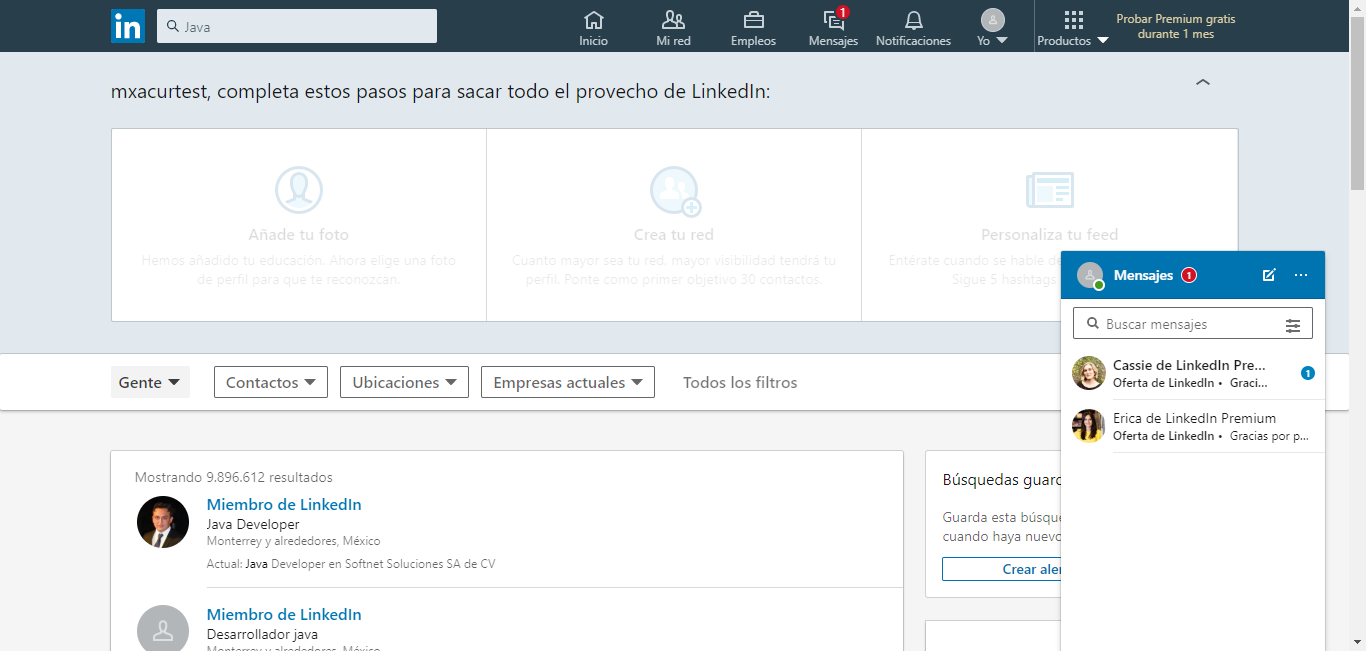 in
Java
Inicio
Mi red
Empleos
1
Mensajes
Notificaciones
Yo
Productos
Probar Premium gratis
durante 1 mes
mxacurtest, completa estos pasos para sacar todo el provecho de LinkedIn:
Añade tu foto
Hemos añadido tu educación. Ahora elige una foto
de perfil para que te reconozcan.
Crea tu red
Cuanto mayor sea tu red, mayor visibilidad tendrá tu
perfil. Ponte como primer objetivo 30 contactos.
Personaliza tu feed
Entérate cuando se hable de
Sigue 5 hashtags
Mensajes 1
Buscar mensajes
Cassie de LinkedIn Pre...
Oferta de LinkedIn • Graci...
1
Erica de LinkedIn Premium
Oferta de LinkedIn • Gracias por p...
Gente
Contactos
Ubicaciones
Empresas actuales
Todos los filtros
Mostrando 9.896.612 resultados
Miembro de LinkedIn
Java Developer
Monterrey y alrededores, México
Actual: Java Developer en Softnet Soluciones SA de CV
Miembro de LinkedIn
Desarrollador java
Monterrey y alrededores, México
Búsquedas guard
Guarda esta búsque
cuando haya nuevo
Crear aler